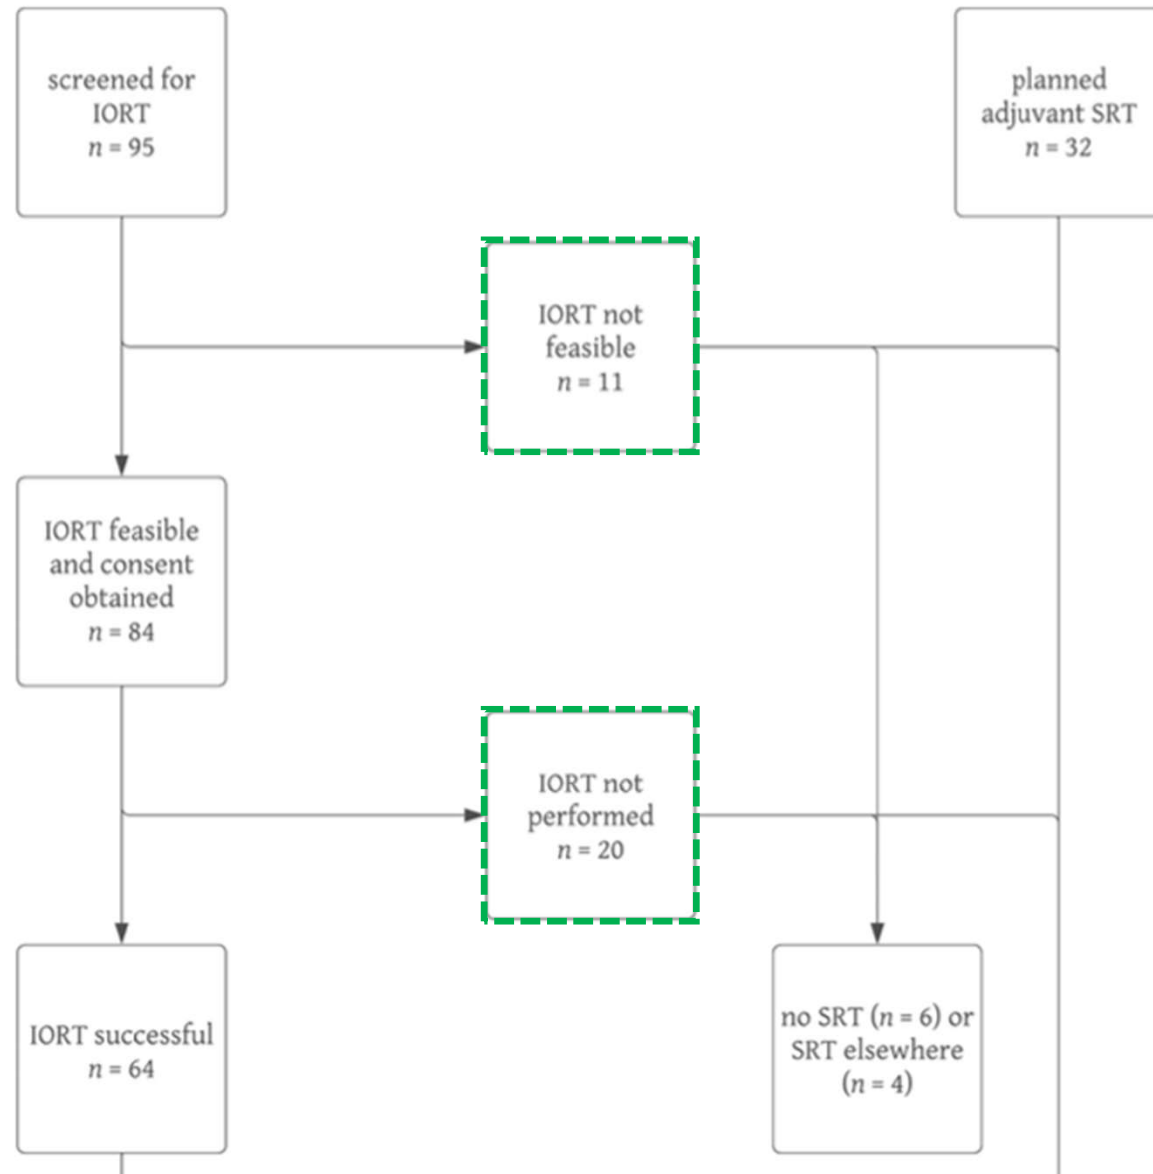 screened for
IORT
n = 95
planned
adjuvant SRT
n = 32
IORT not
feasible
n = 11
IORT feasible
and consent
obtained
n = 84
IORT not
performed
n = 20
IORT successful
n = 64
no SRT (n = 6) or
SRT elsewhere
(n = 4)